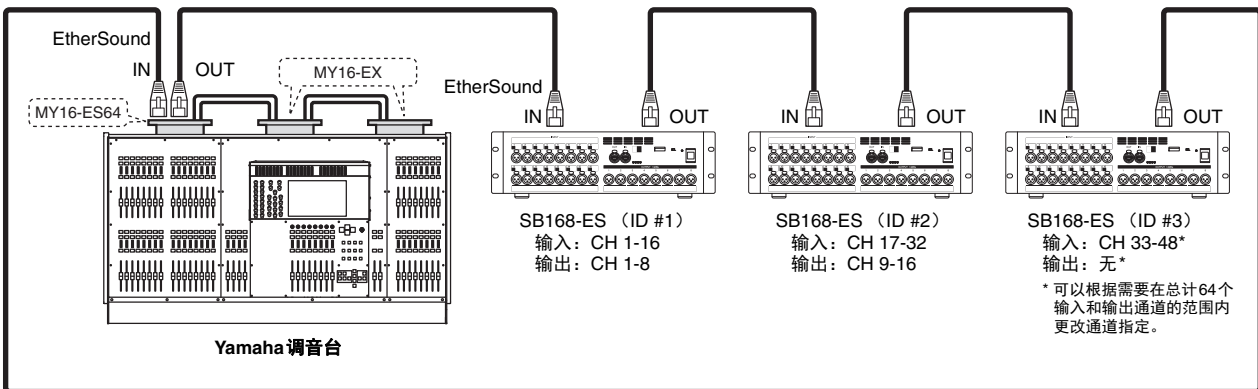 EtherSound
IN
OUT
MY16-EX
MY16-ES64
EtherSound
IN
OUT
IN
OUT
IN
OUT
SB168-ES （ID #1）
输入：CH 1-16
输出：CH 1-8
SB168-ES （ID #2）
输入：CH 17-32
输出：CH 9-16
SB168-ES （ID #3）
输入：CH 33-48*
输出：无*
* 可以根据需要在总计64个
输入和输出通道的范围内
更改通道指定。
Yamaha调音台